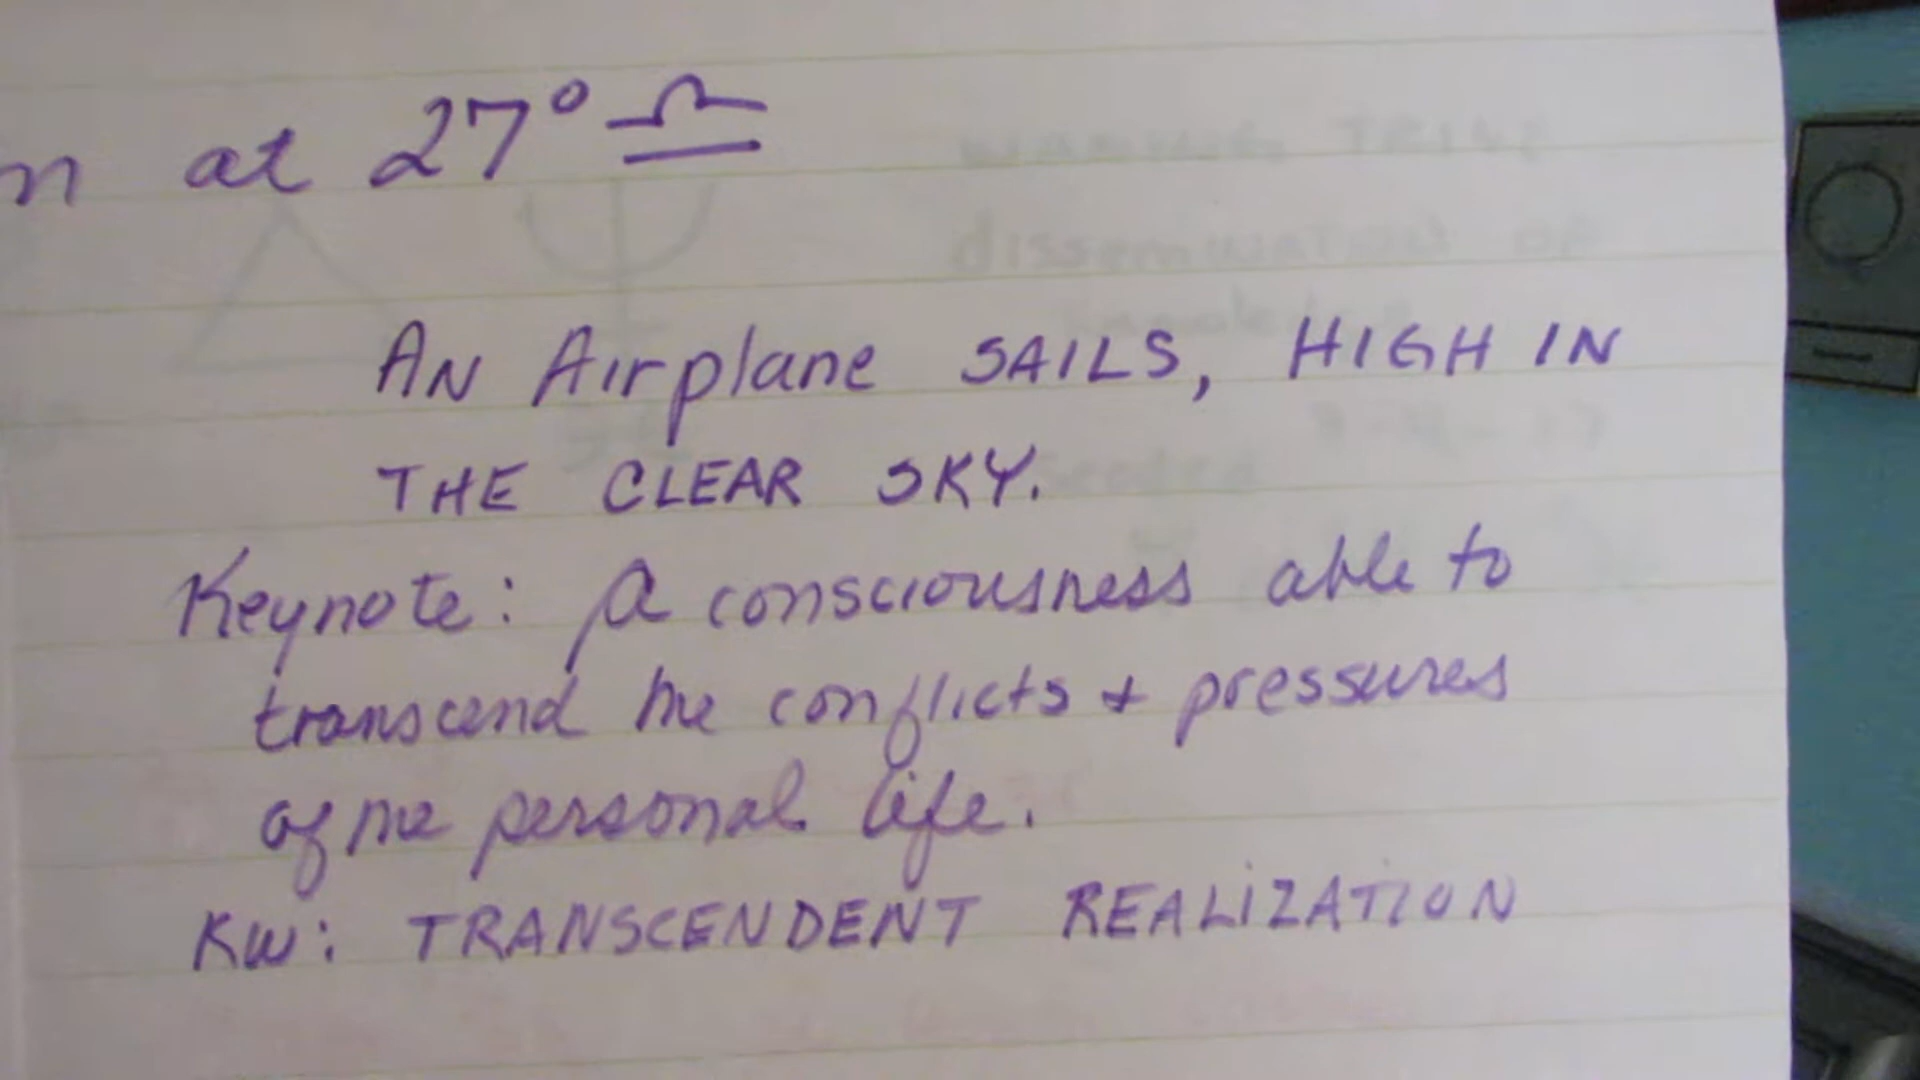 n at 27° ♎
AN Airplane SAILS, HIGH IN
THE CLEAR SKY.
Keynote: A consciousness able to
transcend the conflicts + pressures
of the personal life.
KW: TRANSCENDENT REALIZATION